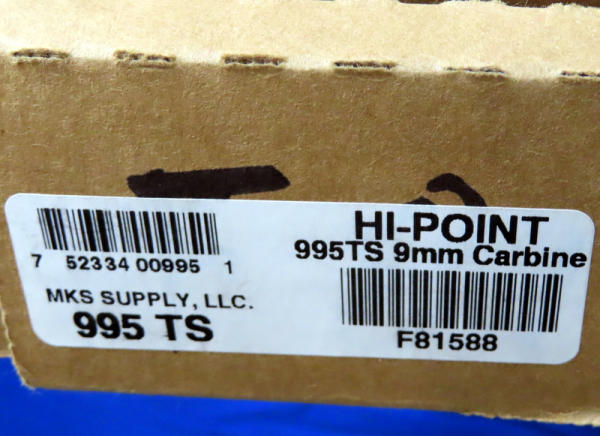 7 52334 00995 1
MKS SUPPLY, LLC.
995 TS
HI-POINT
995TS 9mm Carbine
F81588